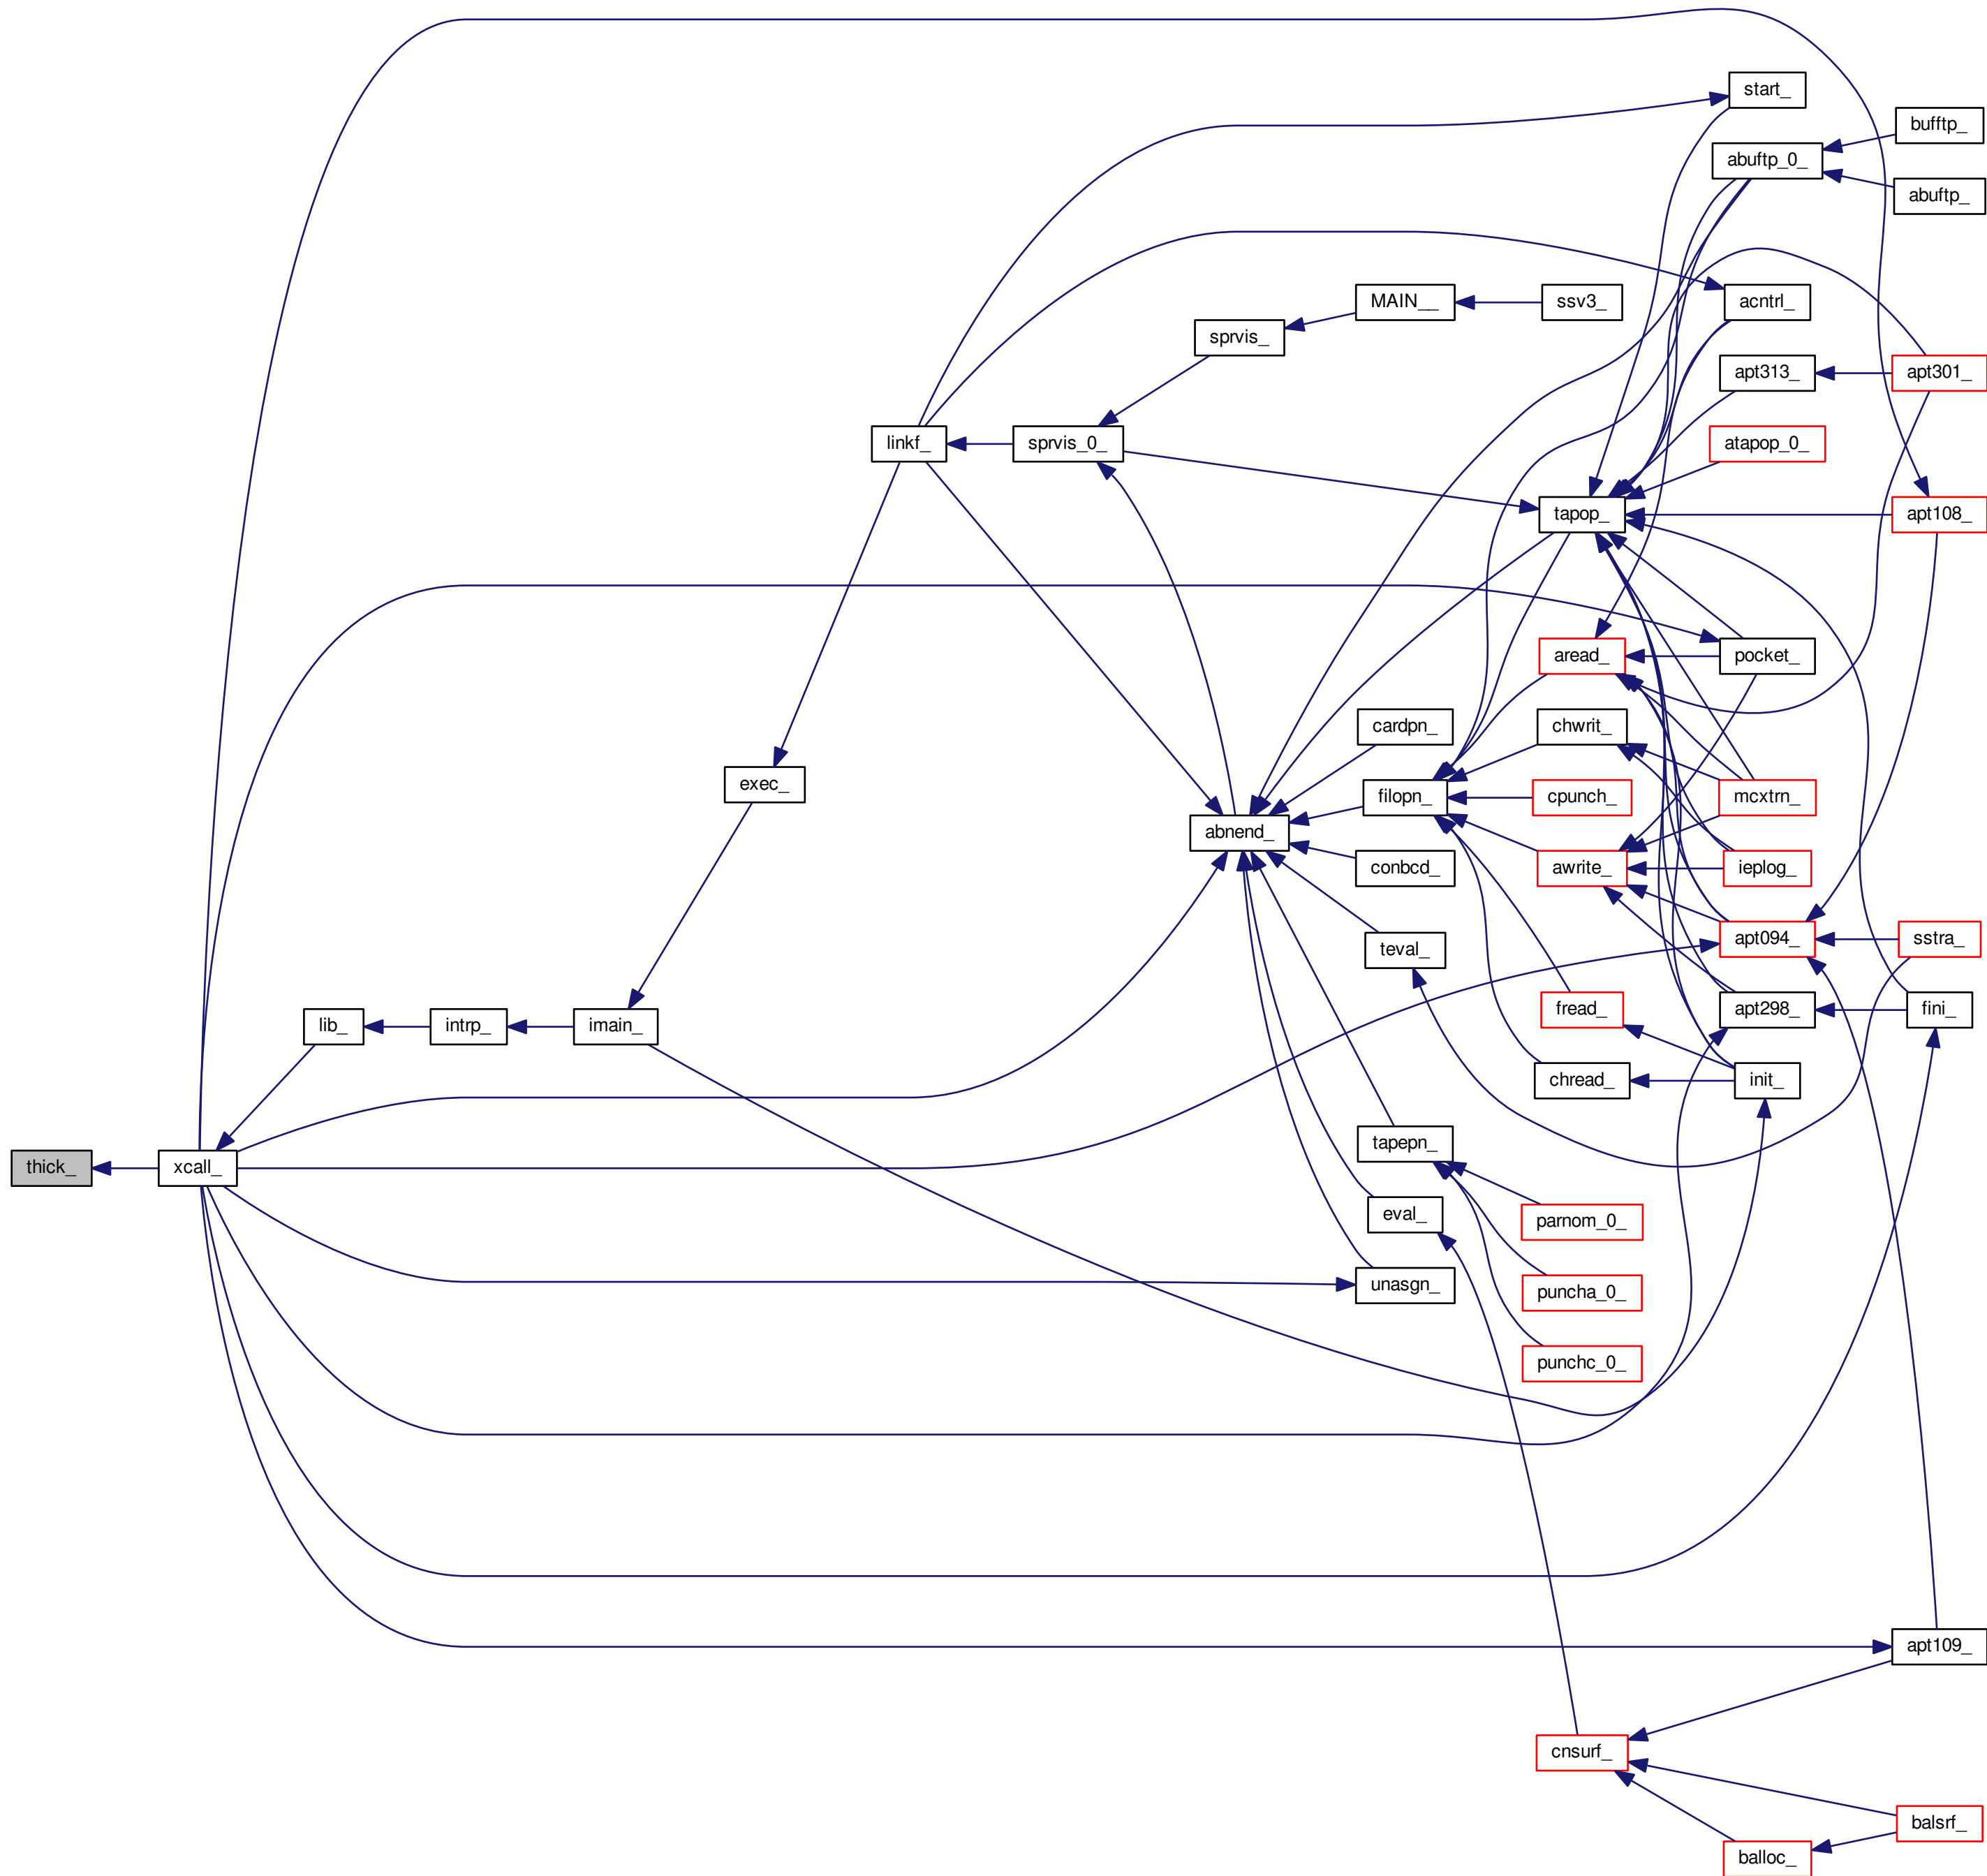 start_
bufftp_
abuftp_0_
abuftp_
acntrl_
MAIN__
ssv3_
sprvis_
apt313_
apt301_
linkf_
sprvis_0_
atapop_0_
tapop_
apt108_
aread_
pocket_
cardpn_
chwrit_
exec_
filopn_
cpunch_
mcxtrn_
abnend_
conbcd_
awrite_
ieplog_
teval_
apt094_
sstra_
lib_
intrp_
imain_
fread_
apt298_
fini_
chread_
init_
tapepn_
thick_
xcall_
eval_
parnom_0_
unasgn_
puncha_0_
punchc_0_
apt109_
cnsurf_
balsrf_
balloc_